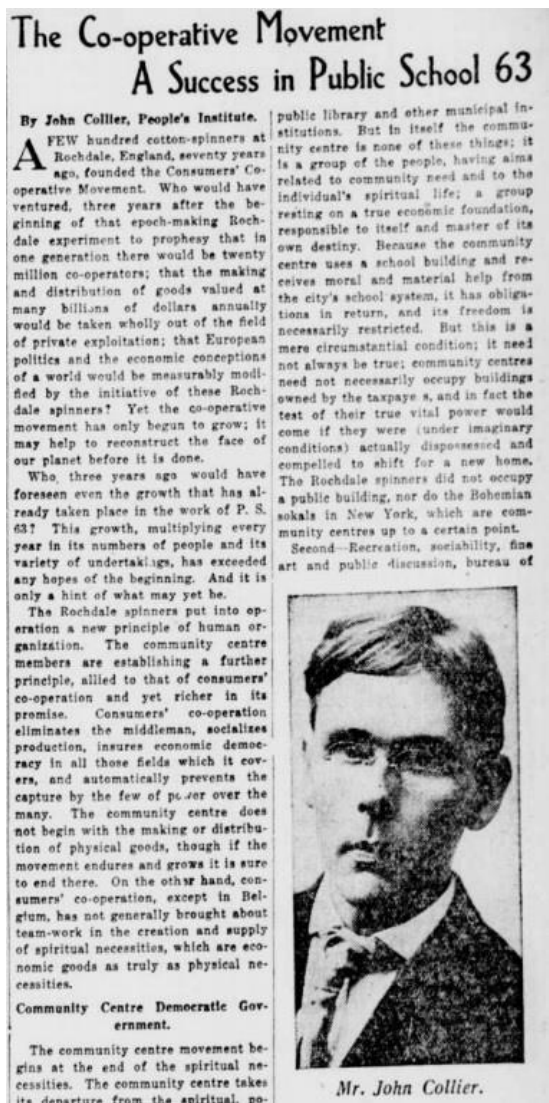 The Co-operative Movement
A Success in Public School 63
By John Collier, People's Institute.
A FEW hundred cotton-spinners at
Rochdale, England, seventy years
ago, founded the Consumers' Co-
operative Movement. Who would have
ventured, three years after the be-
ginning of that epoch-making Roch-
dale experiment to prophesy that in
one generation there would be twenty
million co-operators; that the making
and distribution of goods valued at
many billions of dollars annually
would be taken wholly out of the field
of private exploitation; that European
politics and the economic conceptions
of a world would be measurably modi-
fied by the initiative of these Roch-
dale spinners? Yet the co-operative
movement has only begun to grow; it
may help to reconstruct the face of
our planet before it is done.
Who, three years ago would have
foreseen even the growth that has al-
ready taken place in the work of P. S.
63? This growth, multiplying every
year in its numbers of people and its
variety of undertakings, has exceeded
any hopes of the beginning. And it is
only a hint of what may yet be.
The Rochdale spinners put into op-
eration a new principle of human or-
ganization. The community centre
members are establishing a further
principle, allied to that of consumers'
co-operation and yet richer in its
promise. Consumers' co-operation
eliminates the middleman, socializes
production, insures economic democ-
racy in all those fields which it cov-
ers, and automatically prevents the
capture by the few of power over the
many. The community centre does
not begin with the making or distribu-
tion of physical goods, though if the
movement endures and grows it is sure
to end there. On the other hand, con-
sumers' co-operation, except in Bel-
gium, has not generally brought about
team-work in the creation and supply
of spiritual necessities, which are eco-
nomic goods as truly as physical ne-
cessities.
Community Centre Democratic Gov-
ernment.
The community centre movement be-
gins at the end of the spiritual ne-
cessities. The community centre takes
its departure from the spiritual, po-
public library and other municipal in-
stitutions. But in itself the commu-
nity centre is none of these things; it
is a group of the people, having aims
related to community need and to the
individual's spiritual life; a group
resting on a true economic foundation,
responsible to itself and master of its
own destiny. Because the community
centre uses a school building and re-
ceives moral and material help from
the city's school system, it has obliga-
tions in return, and its freedom is
necessarily restricted. But this is a
mere circumstantial condition; it need
not always be true; community centres
need not necessarily occupy buildings
owned by the taxpaye s, and in fact the
test of their true vital power would
come if they were (under imaginary
conditions) actually dispossessed and
compelled to shift for a new home.
The Rochdale spinners did not occupy
a public building, nor do the Bohemian
sokals in New York, which are com-
munity centres up to a certain point.
Second—Recreation, sociability, fine
art and public discussion, bureau of
Mr. John Collier.